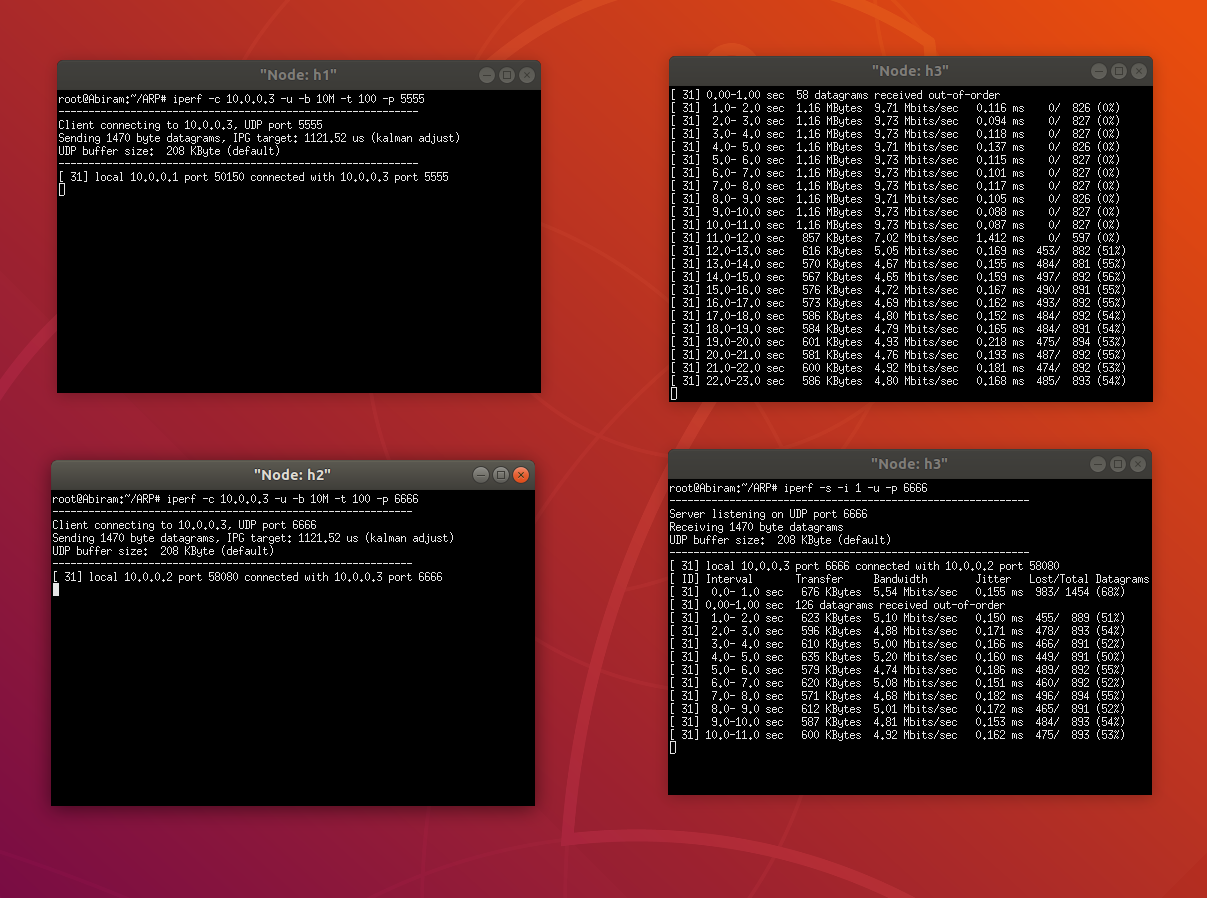 "Node: h1"
root@Abiram:~/ARP# iperf -c 10.0.0.3 -u -b 10M -t 100 -p 5555
------------------------------------------------------------
Client connecting to 10.0.0.3, UDP port 5555
Sending 1470 byte datagrams, IPG target: 1121.52 us (kalman adjust)
UDP buffer size:  208 KByte (default)
------------------------------------------------------------
[ 31] local 10.0.0.1 port 50150 connected with 10.0.0.3 port 5555
"Node: h3"
[ 31] 0.00-1.00 sec  58 datagrams received out-of-order
[ 31]  1.0- 2.0 sec  1.16 MBytes  9.71 Mbits/sec   0.116 ms    0/  826 (0%)
[ 31]  2.0- 3.0 sec  1.16 MBytes  9.73 Mbits/sec   0.094 ms    0/  827 (0%)
[ 31]  3.0- 4.0 sec  1.16 MBytes  9.73 Mbits/sec   0.118 ms    0/  827 (0%)
[ 31]  4.0- 5.0 sec  1.16 MBytes  9.71 Mbits/sec   0.137 ms    0/  826 (0%)
[ 31]  5.0- 6.0 sec  1.16 MBytes  9.73 Mbits/sec   0.115 ms    0/  827 (0%)
[ 31]  6.0- 7.0 sec  1.16 MBytes  9.73 Mbits/sec   0.101 ms    0/  827 (0%)
[ 31]  7.0- 8.0 sec  1.16 MBytes  9.73 Mbits/sec   0.117 ms    0/  827 (0%)
[ 31]  8.0- 9.0 sec  1.16 MBytes  9.71 Mbits/sec   0.105 ms    0/  826 (0%)
[ 31]  9.0-10.0 sec  1.16 MBytes  9.73 Mbits/sec   0.088 ms    0/  827 (0%)
[ 31] 10.0-11.0 sec  1.16 MBytes  9.73 Mbits/sec   0.087 ms    0/  827 (0%)
[ 31] 11.0-12.0 sec   857 KBytes  7.02 Mbits/sec   1.412 ms    0/  597 (0%)
[ 31] 12.0-13.0 sec   616 KBytes  5.05 Mbits/sec   0.169 ms  453/  882 (51%)
[ 31] 13.0-14.0 sec   570 KBytes  4.67 Mbits/sec   0.155 ms  484/  881 (55%)
[ 31] 14.0-15.0 sec   567 KBytes  4.65 Mbits/sec   0.159 ms  497/  892 (56%)
[ 31] 15.0-16.0 sec   576 KBytes  4.72 Mbits/sec   0.167 ms  490/  891 (55%)
[ 31] 16.0-17.0 sec   573 KBytes  4.69 Mbits/sec   0.162 ms  493/  892 (55%)
[ 31] 17.0-18.0 sec   586 KBytes  4.80 Mbits/sec   0.152 ms  484/  892 (54%)
[ 31] 18.0-19.0 sec   584 KBytes  4.79 Mbits/sec   0.165 ms  484/  891 (54%)
[ 31] 19.0-20.0 sec   601 KBytes  4.93 Mbits/sec   0.218 ms  475/  894 (53%)
[ 31] 20.0-21.0 sec   581 KBytes  4.76 Mbits/sec   0.193 ms  487/  892 (55%)
[ 31] 21.0-22.0 sec   600 KBytes  4.92 Mbits/sec   0.181 ms  474/  892 (53%)
[ 31] 22.0-23.0 sec   586 KBytes  4.80 Mbits/sec   0.168 ms  485/  893 (54%)
"Node: h2"
root@Abiram:~/ARP# iperf -c 10.0.0.3 -u -b 10M -t 100 -p 6666
------------------------------------------------------------
Client connecting to 10.0.0.3, UDP port 6666
Sending 1470 byte datagrams, IPG target: 1121.52 us (kalman adjust)
UDP buffer size:  208 KByte (default)
------------------------------------------------------------
[ 31] local 10.0.0.2 port 58080 connected with 10.0.0.3 port 6666
"Node: h3"
root@Abiram:~/ARP# iperf -s -i 1 -u -p 6666
------------------------------------------------------------
Server listening on UDP port 6666
Receiving 1470 byte datagrams
UDP buffer size:  208 KByte (default)
------------------------------------------------------------
[ 31] local 10.0.0.3 port 6666 connected with 10.0.0.2 port 58080
[ ID] Interval       Transfer     Bandwidth        Jitter   Lost/Total Datagrams
[ 31]  0.0- 1.0 sec   676 KBytes  5.54 Mbits/sec   0.155 ms  983/ 1454 (68%)
[ 31] 0.00-1.00 sec  126 datagrams received out-of-order
[ 31]  1.0- 2.0 sec   623 KBytes  5.10 Mbits/sec   0.150 ms  455/  889 (51%)
[ 31]  2.0- 3.0 sec   596 KBytes  4.88 Mbits/sec   0.171 ms  478/  893 (54%)
[ 31]  3.0- 4.0 sec   610 KBytes  5.00 Mbits/sec   0.166 ms  466/  891 (52%)
[ 31]  4.0- 5.0 sec   635 KBytes  5.20 Mbits/sec   0.160 ms  449/  891 (50%)
[ 31]  5.0- 6.0 sec   579 KBytes  4.74 Mbits/sec   0.186 ms  489/  892 (55%)
[ 31]  6.0- 7.0 sec   620 KBytes  5.08 Mbits/sec   0.151 ms  460/  892 (52%)
[ 31]  7.0- 8.0 sec   571 KBytes  4.68 Mbits/sec   0.182 ms  496/  894 (55%)
[ 31]  8.0- 9.0 sec   612 KBytes  5.01 Mbits/sec   0.172 ms  465/  891 (52%)
[ 31]  9.0-10.0 sec   587 KBytes  4.81 Mbits/sec   0.153 ms  484/  893 (54%)
[ 31] 10.0-11.0 sec   600 KBytes  4.92 Mbits/sec   0.162 ms  475/  893 (53%)